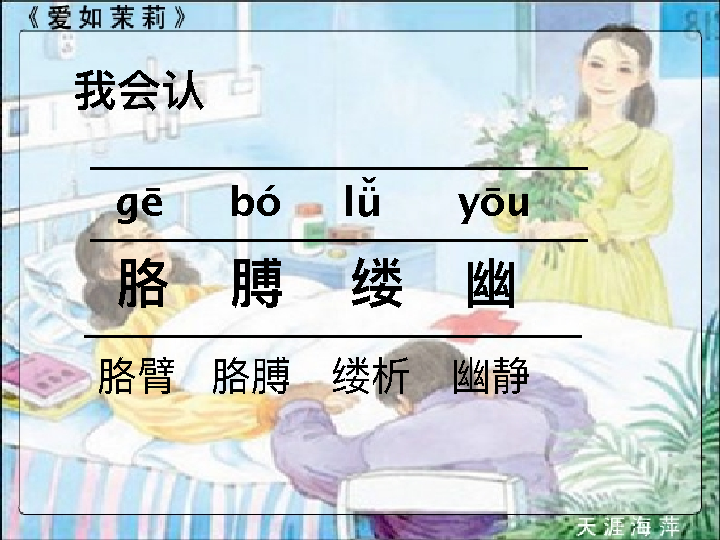 《爱如茉莉》
我会认
gē bó lǚ yōu
胳 膊 缕 幽
胳臂 胳膊 缕析 幽静
天涯海萍